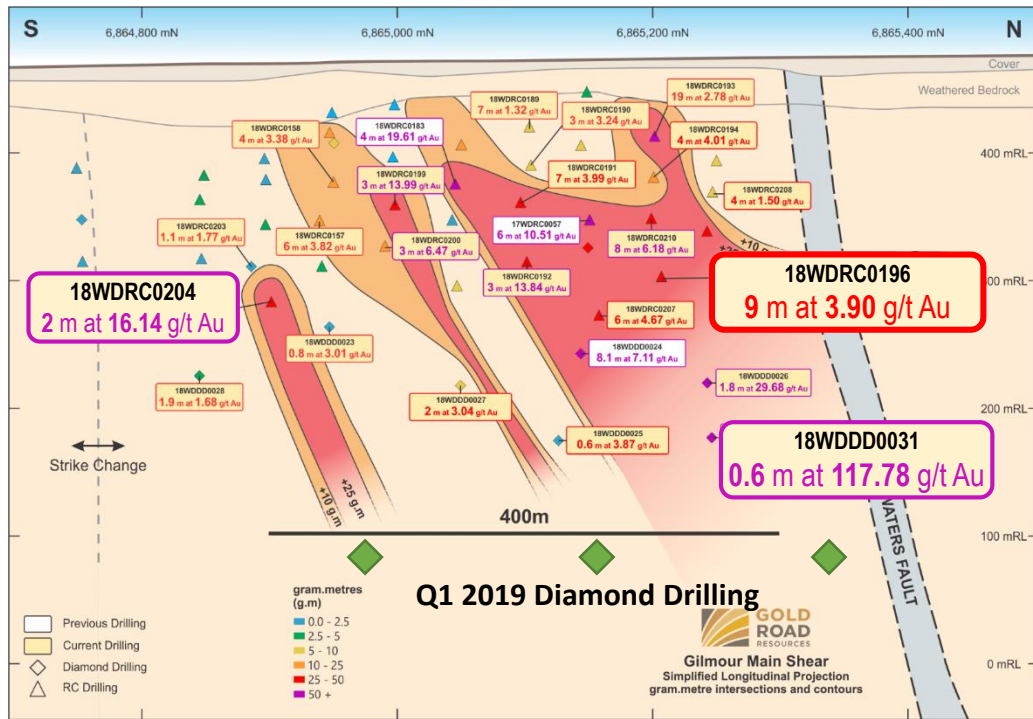 S
6,864,800 mN
6,865,000 mN
6,865,200 mN
6,865,400 mN
N
Cover
Weathered Bedrock
18WDRC0193
19 m at 2.78 g/t Au
18WDRC0189
7 m at 1.32 g/t Au
18WDRC0190
3 m at 3.24 g/t Au
18WDRC0158
4 m at 3.38 g/t Au
18WDRC0183
4 m at 19.61 g/t Au
18WDRC0194
4 m at 4.01 g/t Au
400 mRL
18WDRC0199
3 m at 13.99 g/t Au
18WDRC0191
7 m at 3.99 g/t Au
18WDRC0208
4 m at 1.50 g/t Au
18WDRC0203
1.1 m at 1.77 g/t Au
18WDRC0157
6 m at 3.82 g/t Au
18WDRC0200
3 m at 6.47 g/t Au
17WDRC0057
6 m at 10.51 g/t Au
18WDRC0210
8 m at 6.18 g/t Au
+10 g.m
18WDRC0192
3 m at 13.84 g/t Au
18WDRC0204
2 m at 16.14 g/t Au
18WDRC0196
9 m at 3.90 g/t Au
18WDRC0207
6 m at 4.67 g/t Au
18WDDD0023
0.8 m at 3.01 g/t Au
18WDDD0024
8.1 m at 7.11 g/t Au
18WDDD0028
1.9 m at 1.68 g/t Au
18WDDD0027
2 m at 3.04 g/t Au
18WDDD0026
1.8 m at 29.68 g/t Au
200 mRL
18WDDD0025
0.6 m at 3.87 g/t Au
18WDDD0031
0.6 m at 117.78 g/t Au
Strike Change
+10 g.m
+25 g.m
400m
WATERS FAULT
100 mRL
Q1 2019 Diamond Drilling
gram.metres
(g.m)
0.0 - 2.5
2.5 - 5
5 - 10
10 - 25
25 - 50
50 +
Previous Drilling
Current Drilling
Diamond Drilling
RC Drilling
GOLD
ROAD
RESOURCES
Gilmour Main Shear
Simplified Longitudinal Projection
gram.metre intersections and contours
0 mRL